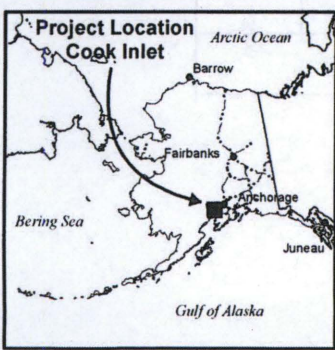 Project Location
Cook Inlet
Arctic Ocean
Barrow
Fairbanks
Anchorage
Bering Sea
Juneau
Gulf of Alaska